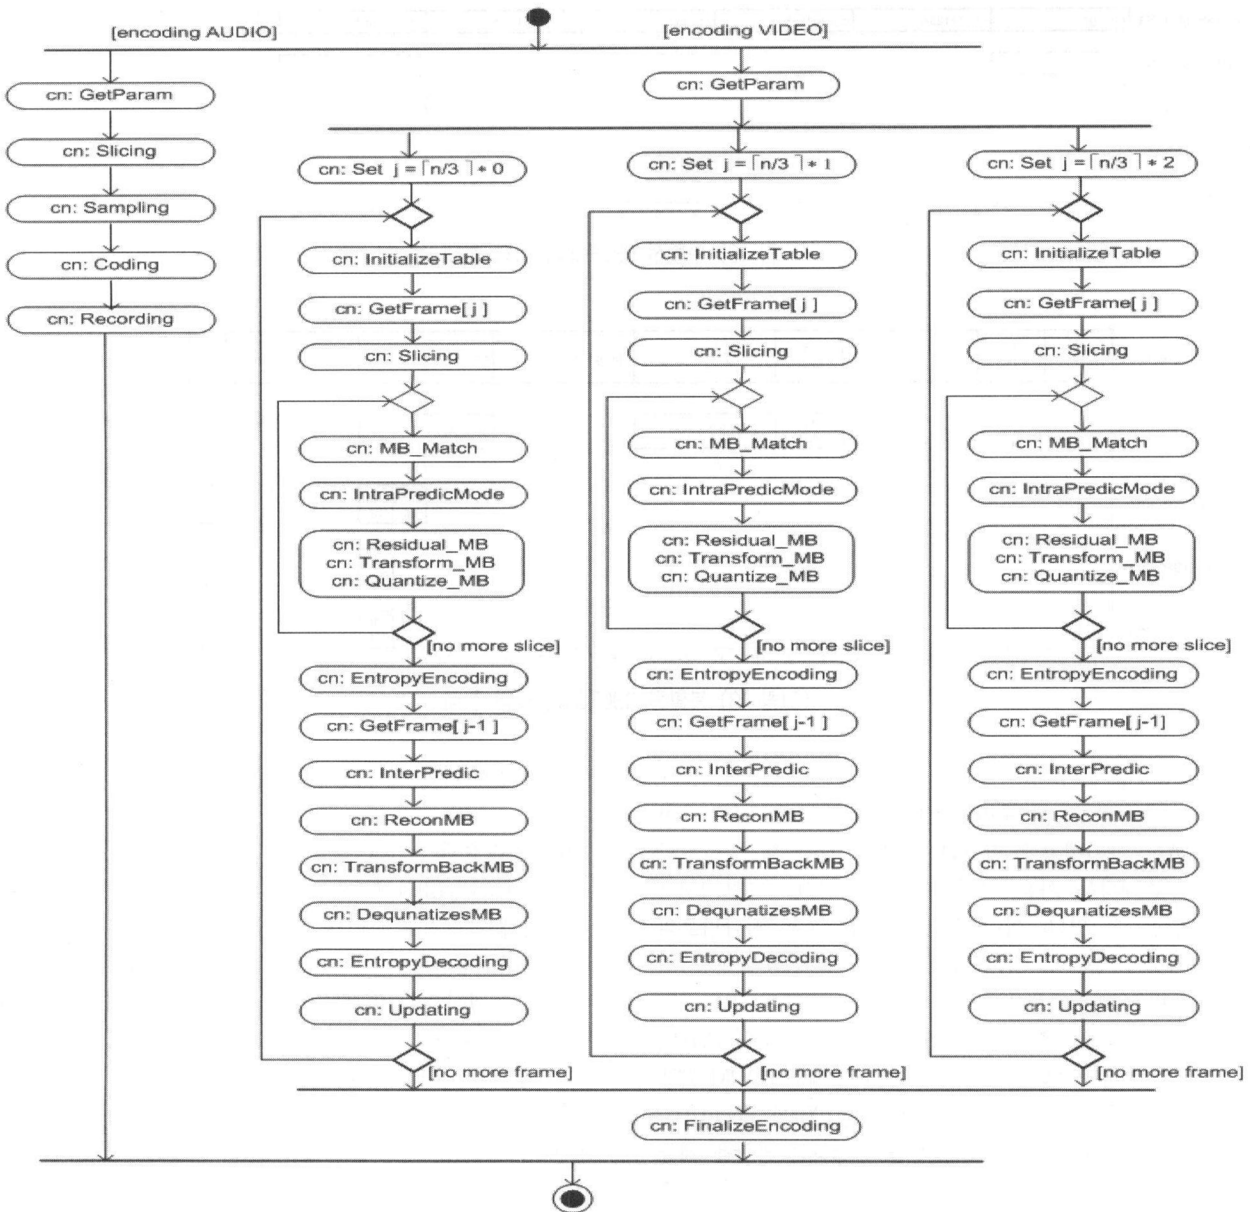 [encoding AUDIO]
[encoding VIDEO]
cn: GetParam
cn: Slicing
cn: Sampling
cn: Coding
cn: Recording
cn: GetParam
cn: Set j = ⌈n/3⌉ * 0
cn: InitializeTable
cn: GetFrame[ j ]
cn: Slicing
cn: MB_Match
cn: IntraPredicMode
cn: Residual_MB
cn: Transform_MB
cn: Quantize_MB
[no more slice]
cn: EntropyEncoding
cn: GetFrame[ j-1 ]
cn: InterPredic
cn: ReconMB
cn: TransformBackMB
cn: DequnatizesMB
cn: EntropyDecoding
cn: Updating
[no more frame]
cn: Set j = ⌈n/3⌉ * 1
cn: InitializeTable
cn: GetFrame[ j ]
cn: Slicing
cn: MB_Match
cn: IntraPredicMode
cn: Residual_MB
cn: Transform_MB
cn: Quantize_MB
[no more slice]
cn: EntropyEncoding
cn: GetFrame[ j-1 ]
cn: InterPredic
cn: ReconMB
cn: TransformBackMB
cn: DequnatizesMB
cn: EntropyDecoding
cn: Updating
[no more frame]
cn: Set j = ⌈n/3⌉ * 2
cn: InitializeTable
cn: GetFrame[ j ]
cn: Slicing
cn: MB_Match
cn: IntraPredicMode
cn: Residual_MB
cn: Transform_MB
cn: Quantize_MB
[no more slice]
cn: EntropyEncoding
cn: GetFrame[ j-1]
cn: InterPredic
cn: ReconMB
cn: TransformBackMB
cn: DequnatizesMB
cn: EntropyDecoding
cn: Updating
[no more frame]
cn: FinalizeEncoding